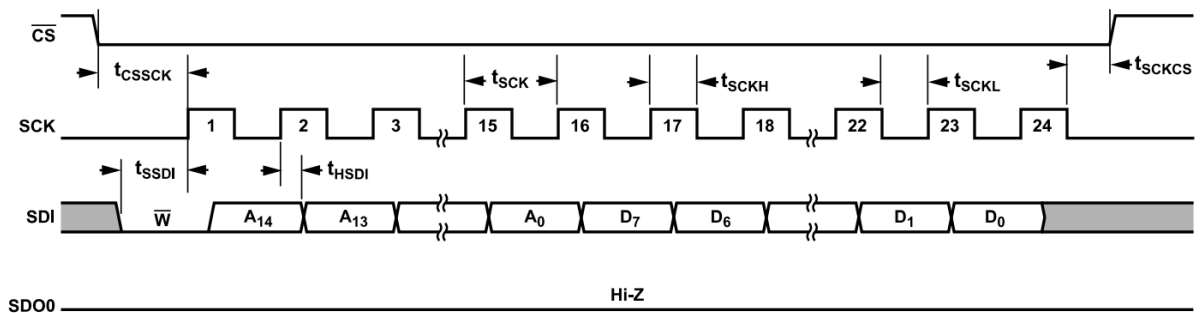 CS
tCSSCK tSCK tSCKH tSCKL tSCKCS
SCK 1 2 3 15 16 17 18 22 23 24
tSSDI tHSDI
SDI W A14 A13 A0 D7 D6 D1 D0
Hi-Z
SDO0